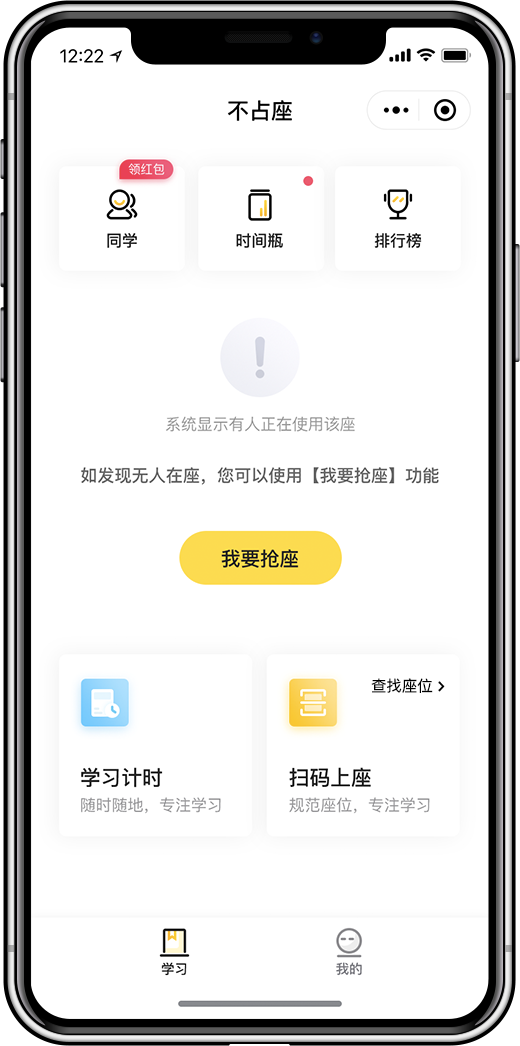 12:22
不占座
领红包
同学
时间瓶
排行榜
系统显示有人正在使用该座
如发现无人在座，您可以使用【我要抢座】功能
我要抢座
查找座位
学习计时
扫码上座
随时随地，专注学习
规范座位，专注学习
学习
我的